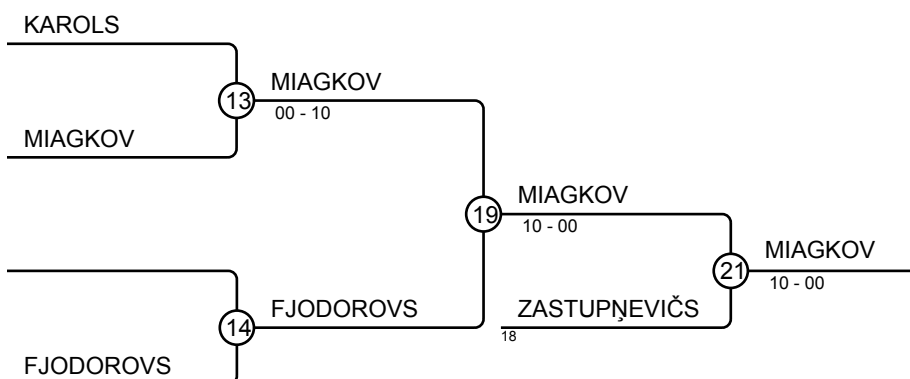 KAROLS
13
MIAGKOV
00 - 10
MIAGKOV
19
MIAGKOV
10 - 00
21
MIAGKOV
10 - 00
14
FJODOROVS
ZASTUPŅEVIČS
18
FJODOROVS